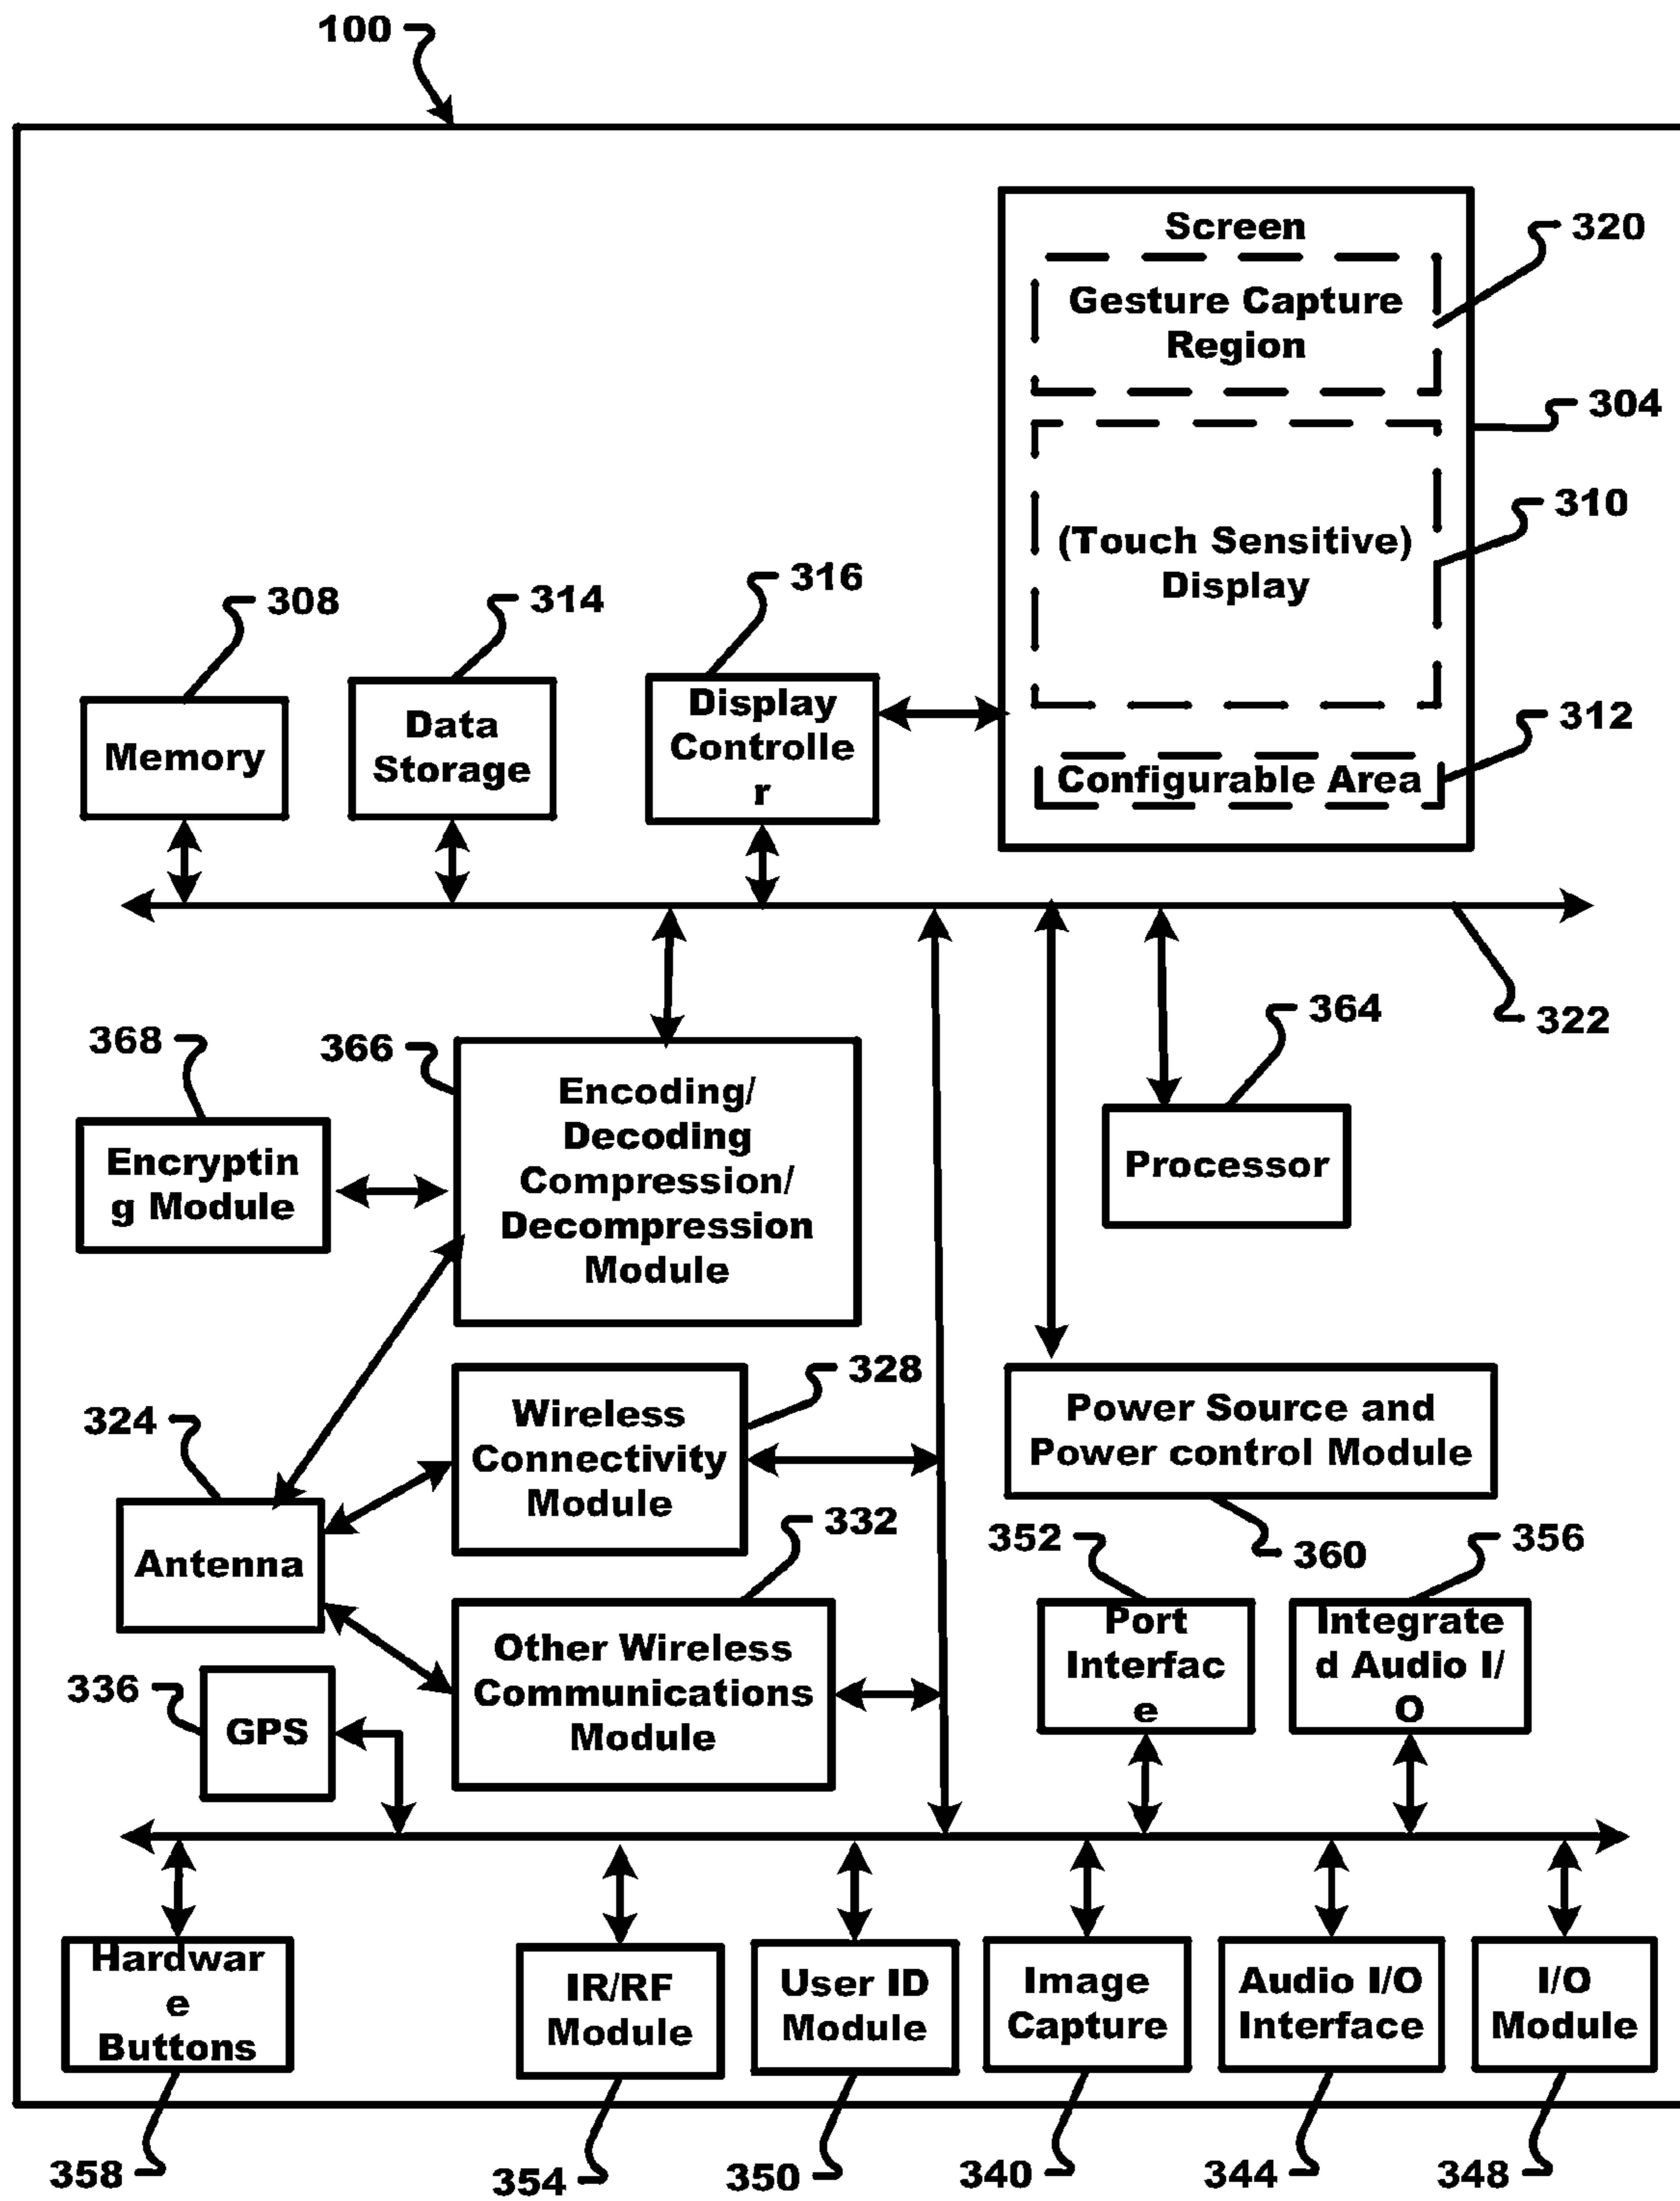 100
Screen
320
Gesture Capture
Region
304
310
(Touch Sensitive)
Display
316
308
314
Display
Controlle
r
Data
Storage
Memory
312
Configurable Area
322
364
368
366
Encoding/
Decoding
Compression/
Decompression
Module
Encryptin
g Module
Processor
328
Wireless
Connectivity
Module
Power Source and
Power control Module
324
Antenna
332
352
360
356
Other Wireless
Communications
Module
Port
Interfac
e
Integrate
d Audio I/
O
336
GPS
Hardwar
e
Buttons
IR/RF
Module
User ID
Module
Image
Capture
Audio I/O
Interface
I/O
Module
358
354
350
340
344
348